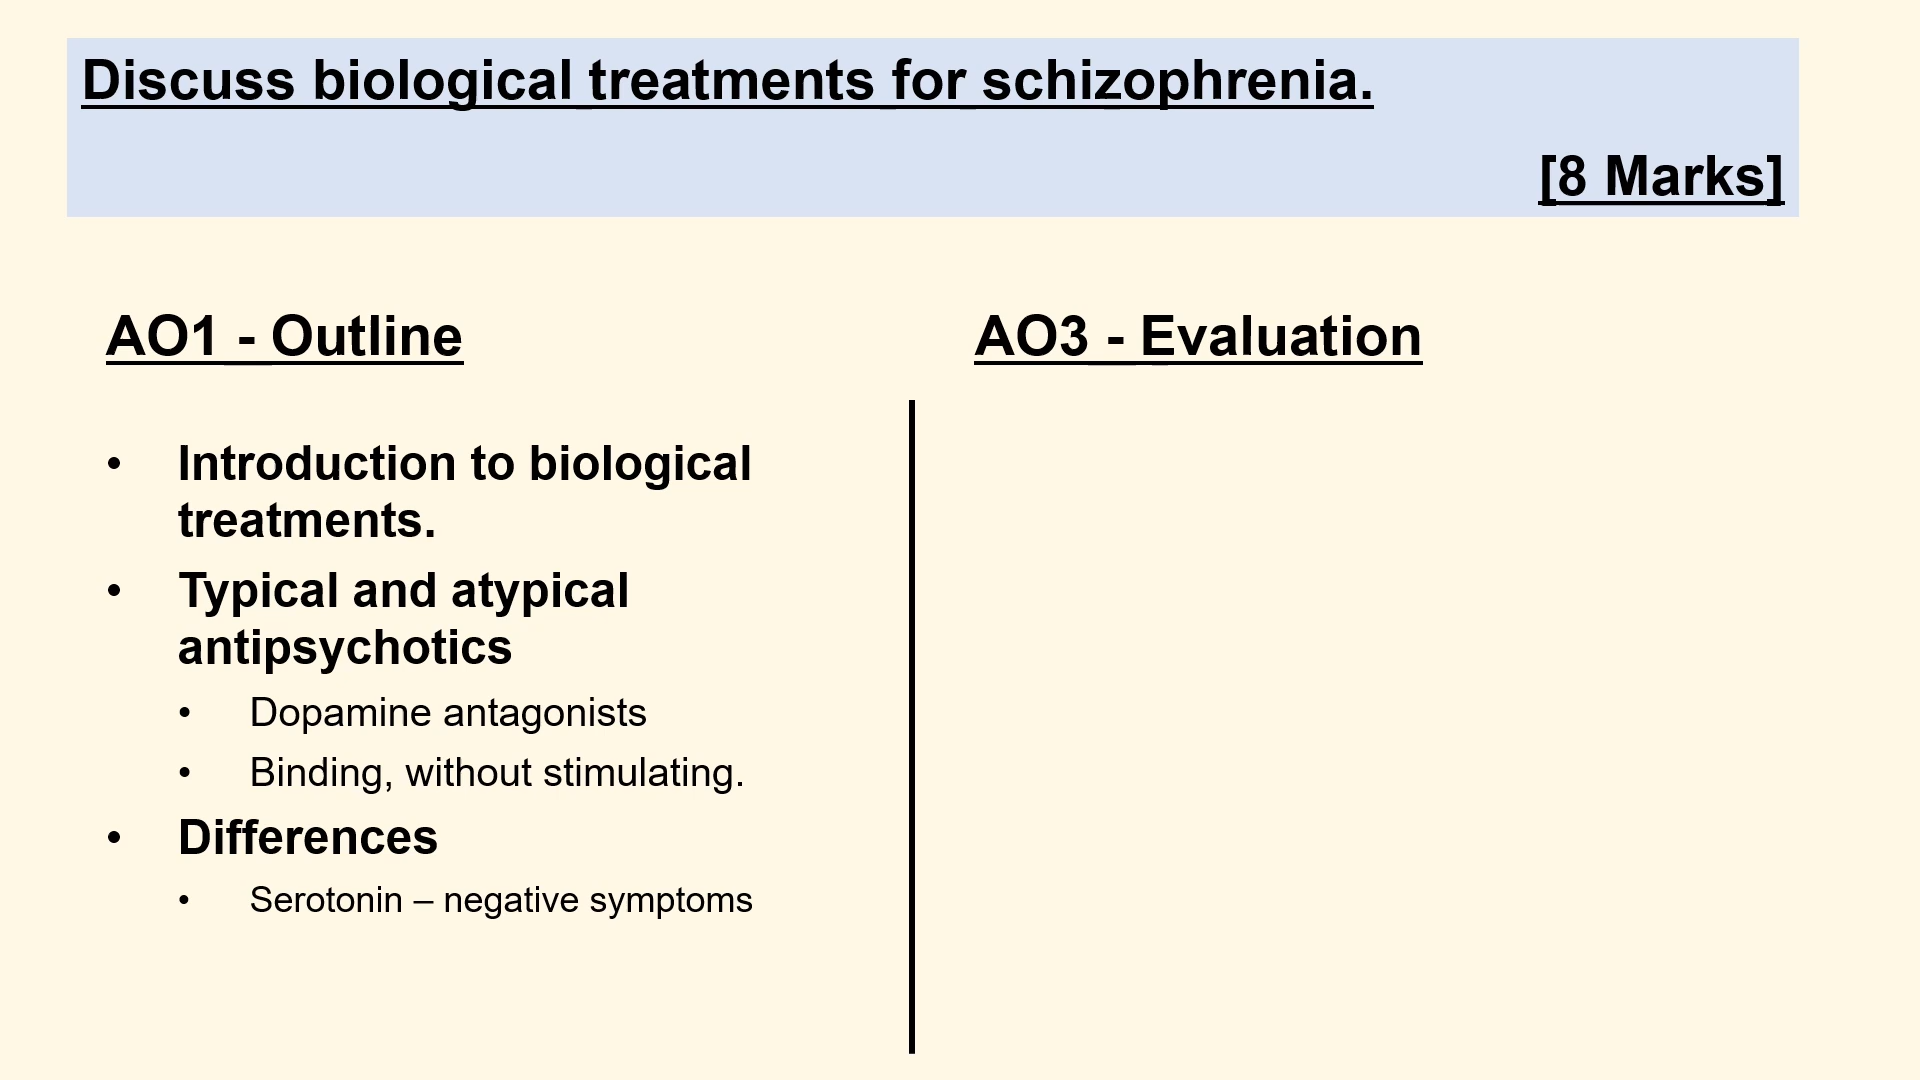 Discuss biological treatments for schizophrenia.
[8 Marks]
AO1 - Outline
• Introduction to biological
treatments.
• Typical and atypical
antipsychotics
• Dopamine antagonists
• Binding, without stimulating.
• Differences
• Serotonin – negative symptoms
AO3 - Evaluation